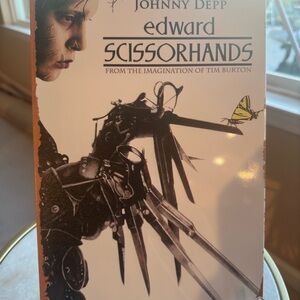 JOHNNY DEPP
edward
SCISSORHANDS
FROM THE IMAGINATION OF TIM BURTON